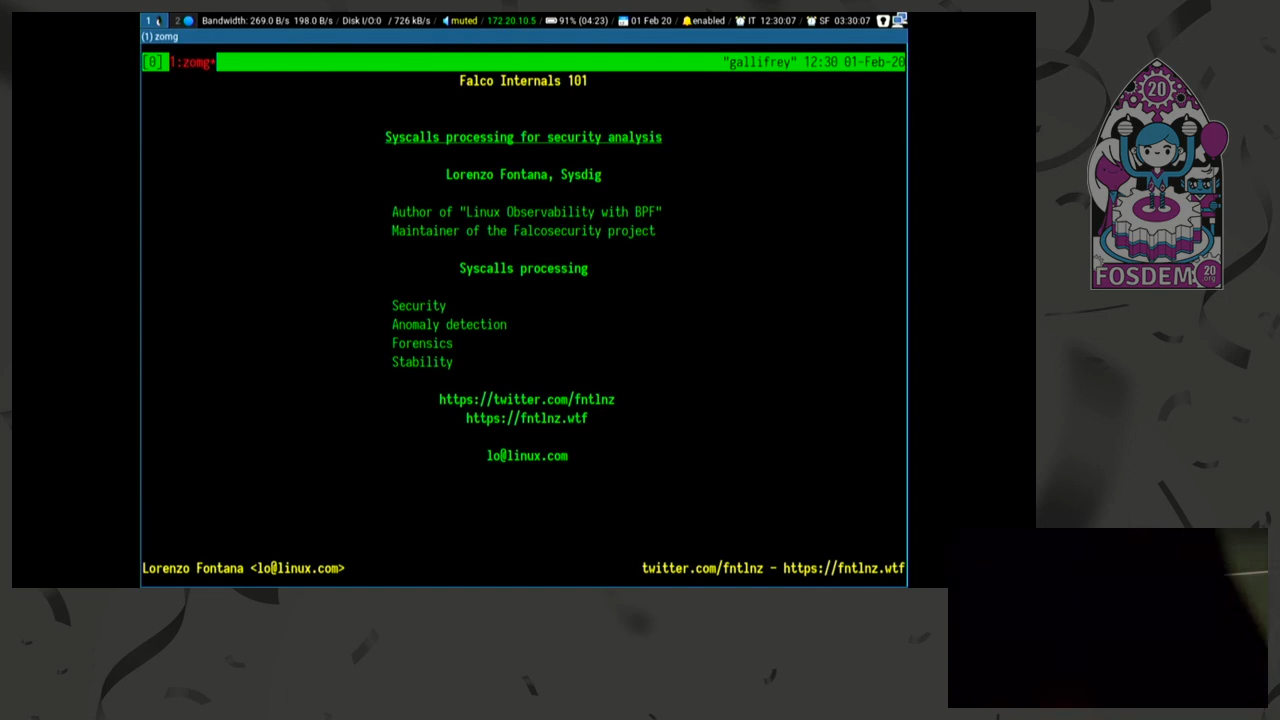 1 2 Bandwidth: 269.0 B/s 198.0 B/s / Disk I/O:0 / 726 kB/s / muted / 172.20.10.5 / 91% (04:23) / 01 Feb 20 / enabled / IT 12:30:07 / SF 03:30:07
(1) zomg
[0] 1:zomg* "gallifrey" 12:30 01-Feb-20
Falco Internals 101
Syscalls processing for security analysis
Lorenzo Fontana, Sysdig
Author of "Linux Observability with BPF"
Maintainer of the Falcosecurity project
Syscalls processing
Security
Anomaly detection
Forensics
Stability
https://twitter.com/fntlnz
https://fntlnz.wtf
lo@linux.com
Lorenzo Fontana <lo@linux.com> twitter.com/fntlnz - https://fntlnz.wtf
20
FOSDEM 20
.org